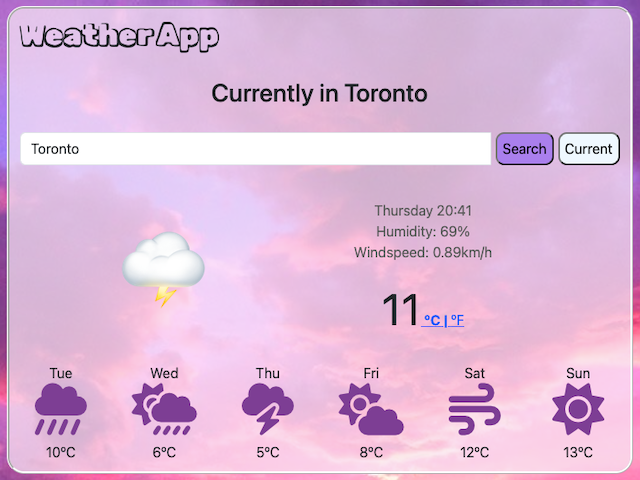 Weather App
Currently in Toronto
Toronto
Search
Current
Thursday 20:41
Humidity: 69%
Windspeed: 0.89km/h
11 °C | °F
Tue Wed Thu Fri Sat Sun
10°C 6°C 5°C 8°C 12°C 13°C